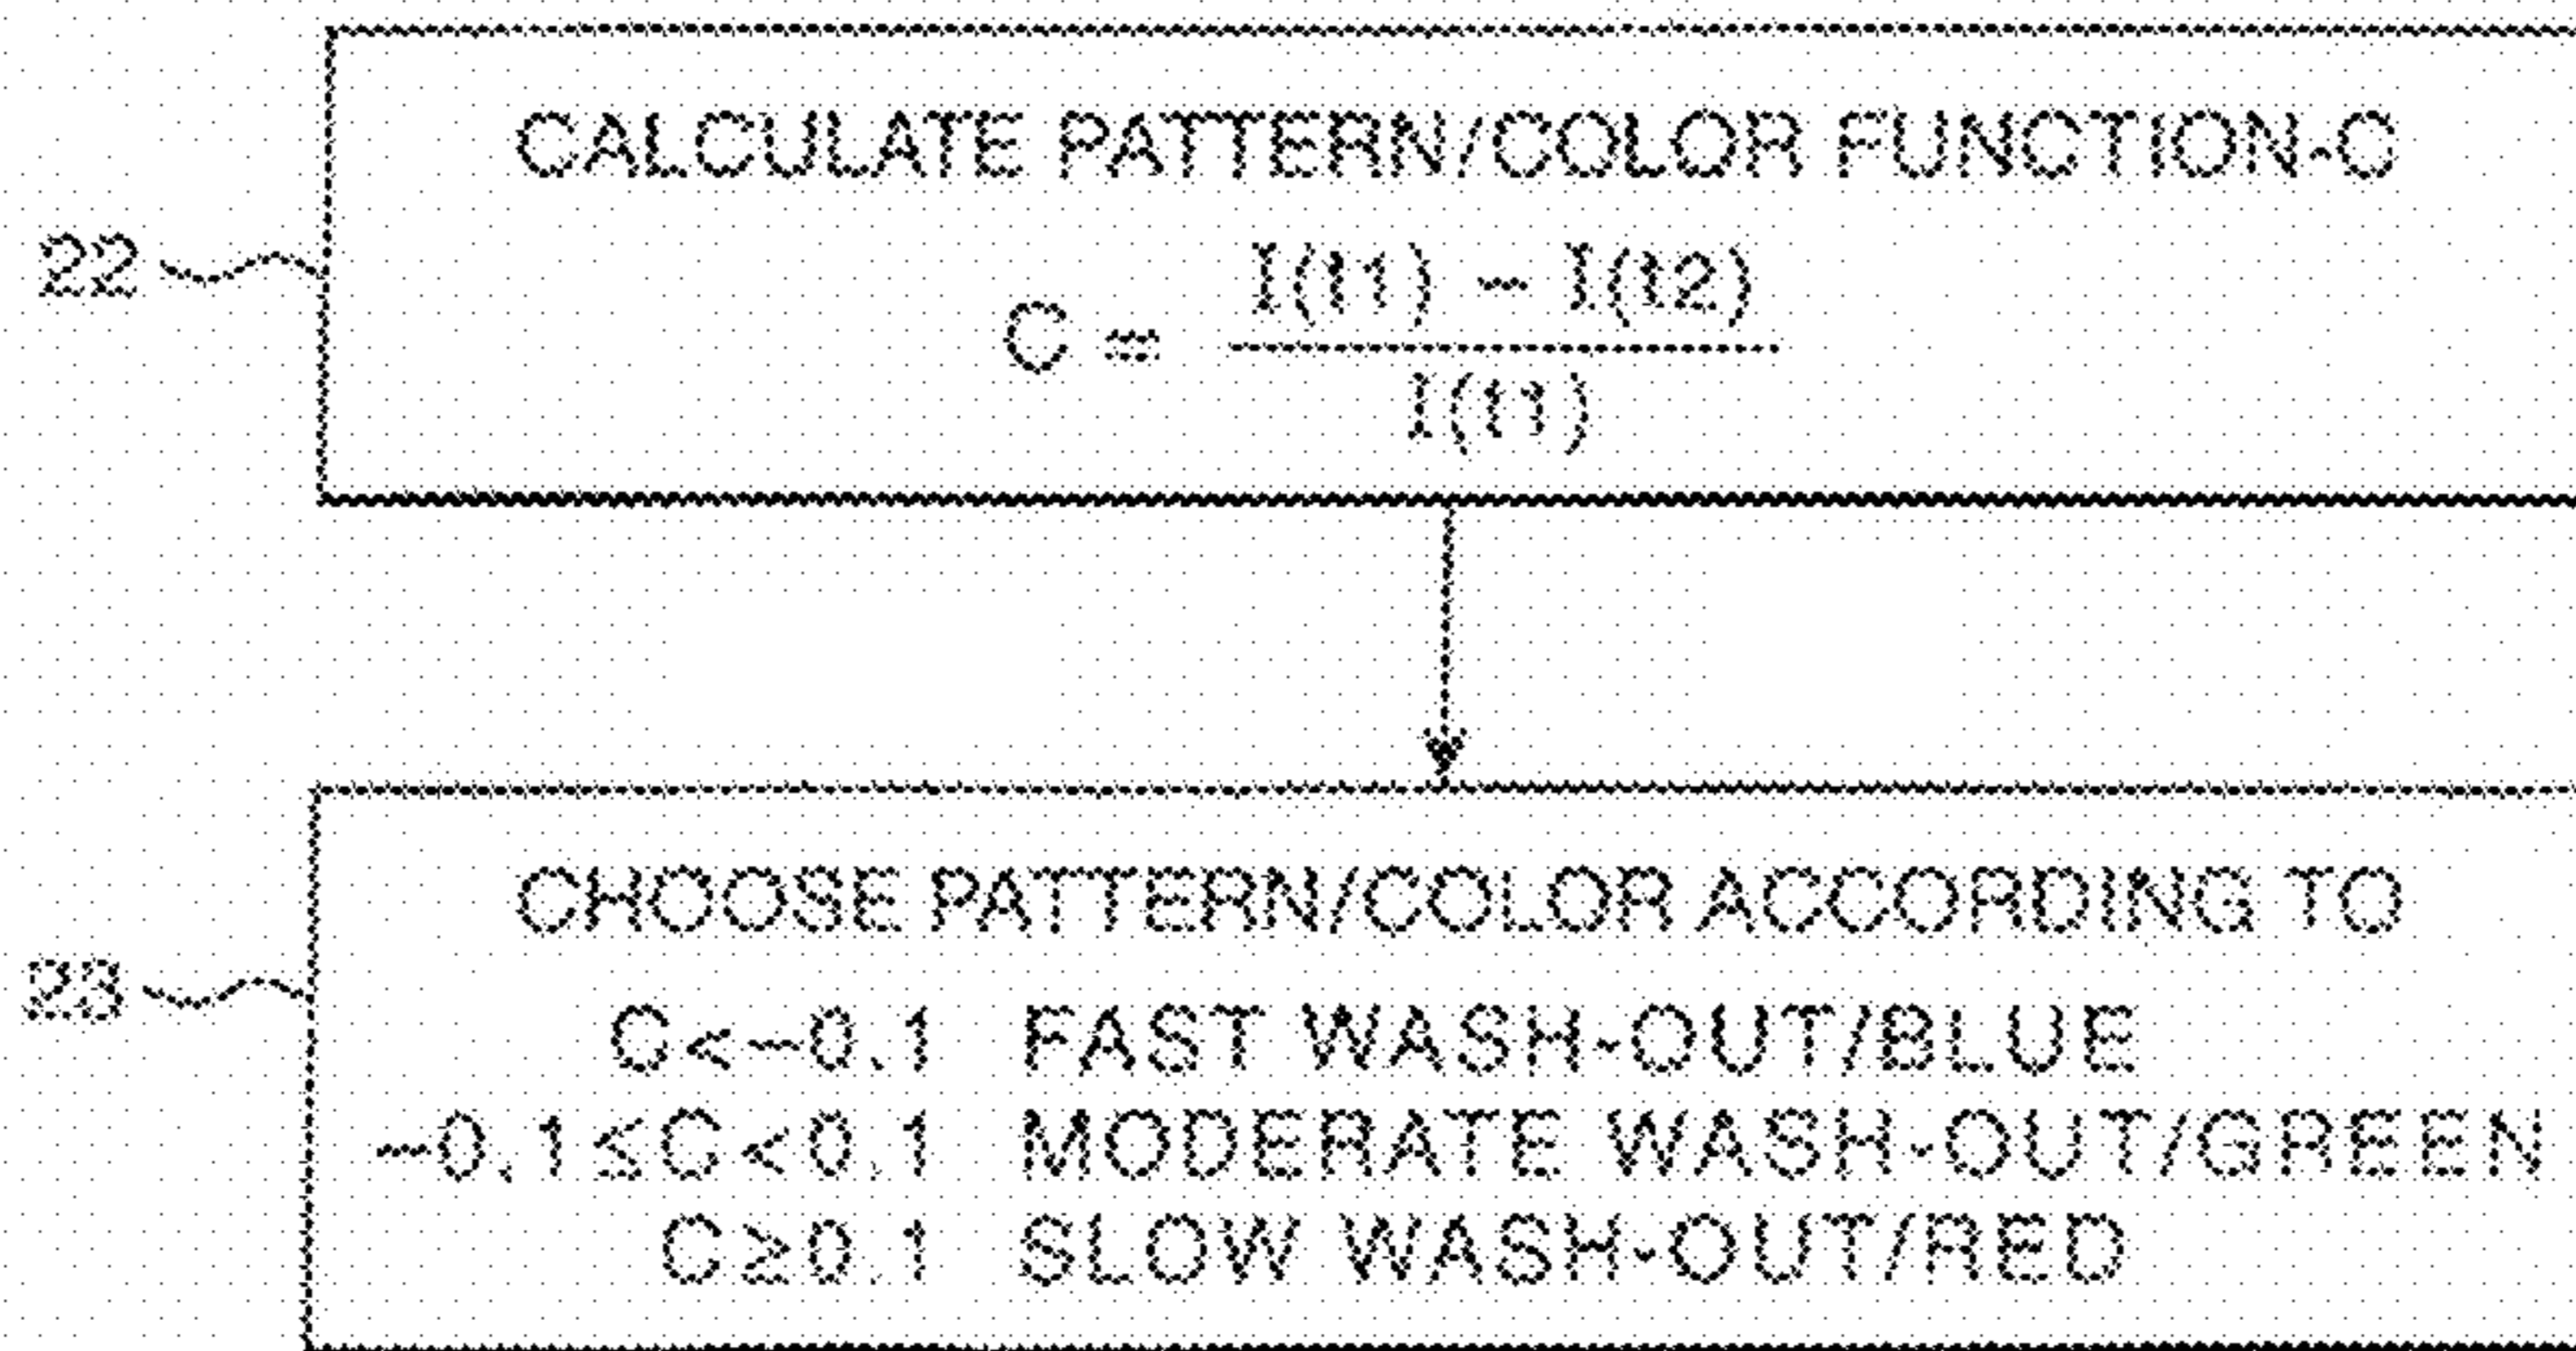 CALCULATE PATTERN/COLOR FUNCTION-C
22
I(t1) - I(t2)
C =
I(t1)
CHOOSE PATTERN/COLOR ACCORDING TO
23
C<-0.1 FAST WASH-OUT/BLUE
-0.1≤C<0.1 MODERATE WASH-OUT/GREEN
C≥0.1 SLOW WASH-OUT/RED